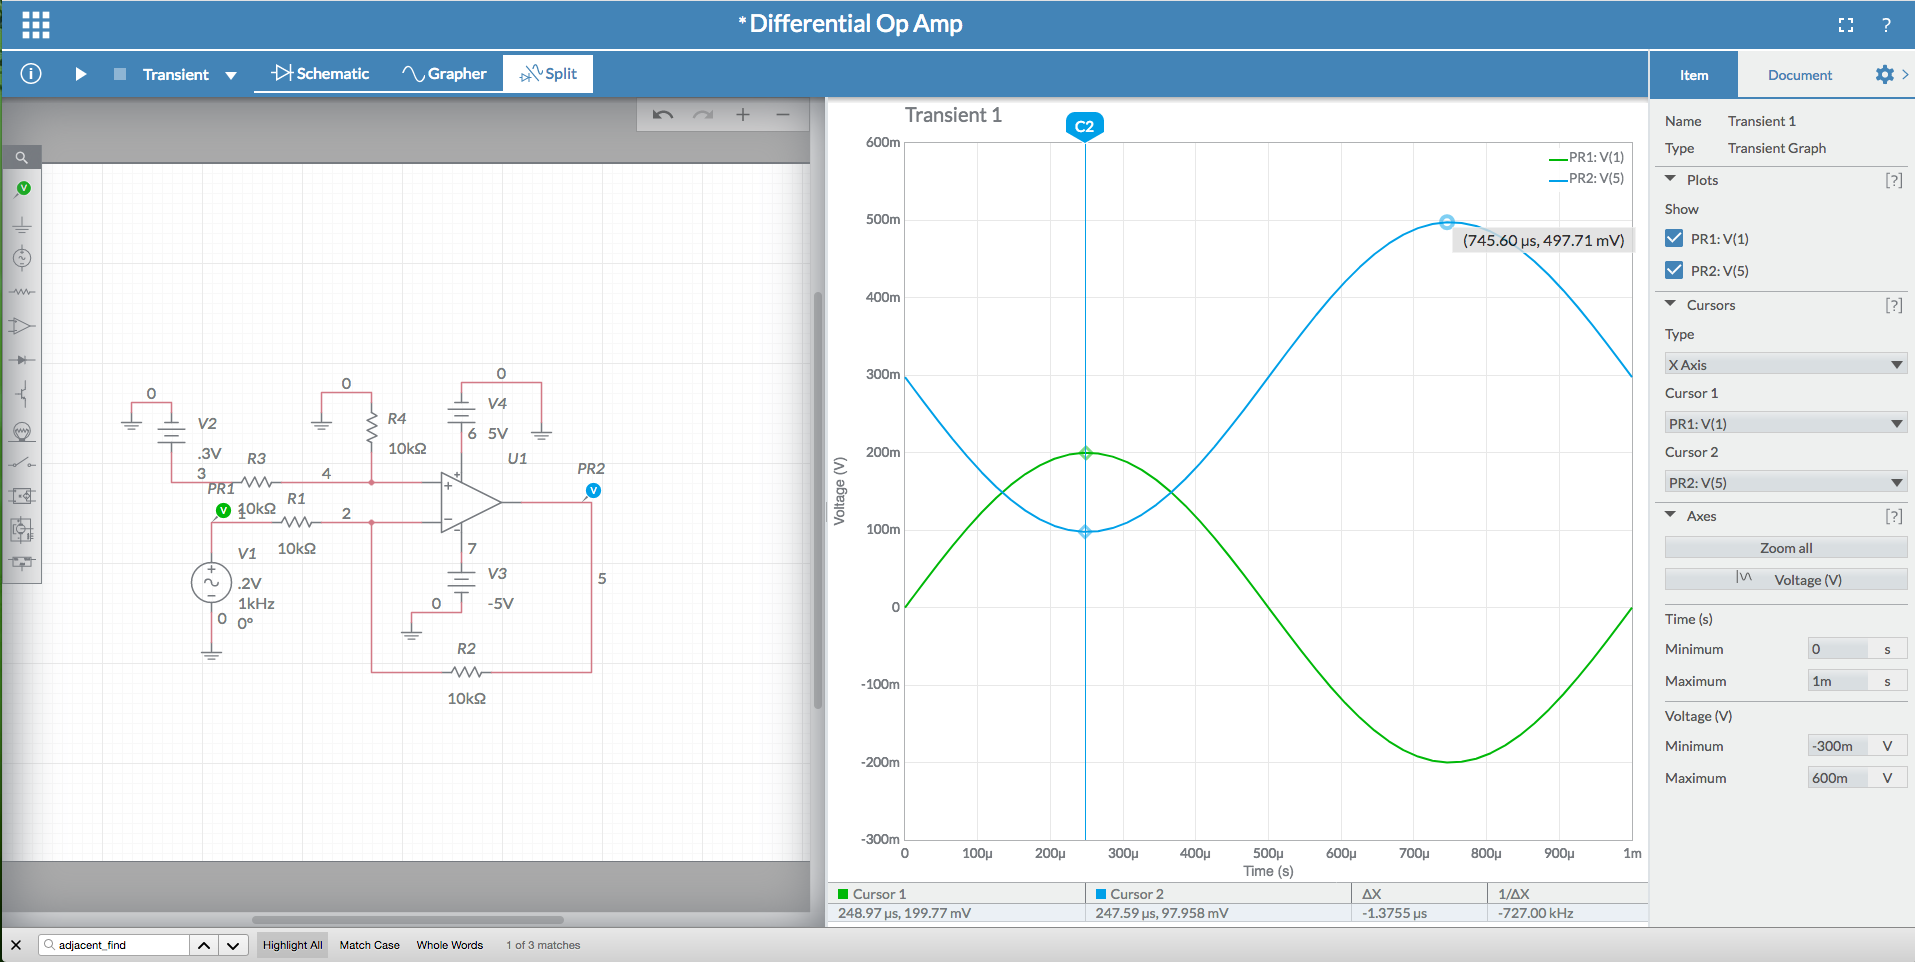 *Differential Op Amp
?
i
Transient
Schematic
Grapher
Split
Item
Document
Transient 1
C2
600m
500m
400m
300m
200m
100m
0
-100m
-200m
-300m
Voltage (V)
PR1: V(1)
PR2: V(5)
(745.60 µs, 497.71 mV)
0
100µ
200µ
300µ
400µ
500µ
600µ
700µ
800µ
900µ
1m
Time (s)
Cursor 1
Cursor 2
ΔX
1/ΔX
248.97 µs, 199.77 mV
247.59 µs, 97.958 mV
-1.3755 µs
-727.00 kHz
V
0
V2
.3V
3
R3
10kΩ
4
0
R4
10kΩ
0
V4
6
5V
U1
+
+
−
−
PR2
V
PR1
V
1
R1
10kΩ
2
V1
+
−
.2V
1kHz
0°
0
7
V3
-5V
0
5
R2
10kΩ
Name Transient 1
Type Transient Graph
Plots [?]
Show
PR1: V(1)
PR2: V(5)
Cursors [?]
Type
X Axis
Cursor 1
PR1: V(1)
Cursor 2
PR2: V(5)
Axes [?]
Zoom all
Voltage (V)
Time (s)
Minimum 0 s
Maximum 1m s
Voltage (V)
Minimum -300m V
Maximum 600m V
adjacent_find
Highlight All
Match Case
Whole Words
1 of 3 matches